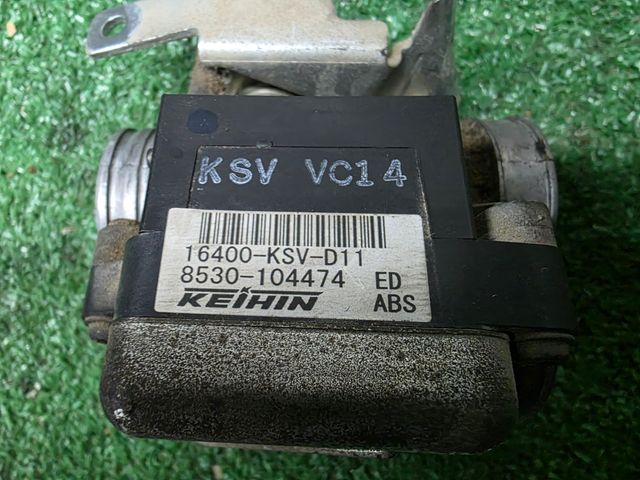 KSV VC14
16400-KSV-D11
8530-104474 ED
KEIHIN ABS